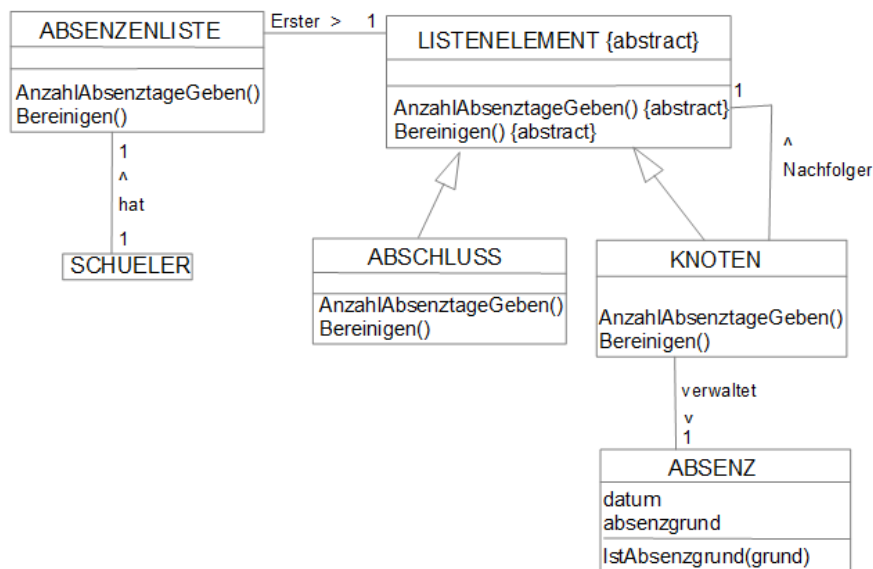 ABSENZENLISTE
AnzahlAbsenztageGeben()
Bereinigen()
Erster > 1
LISTENELEMENT {abstract}
AnzahlAbsenztageGeben() {abstract}
Bereinigen() {abstract}
1
^
Nachfolger
1
^
hat
1
SCHUELER
ABSCHLUSS
AnzahlAbsenztageGeben()
Bereinigen()
KNOTEN
AnzahlAbsenztageGeben()
Bereinigen()
verwaltet
v
1
ABSENZ
datum
absenzgrund
IstAbsenzgrund(grund)